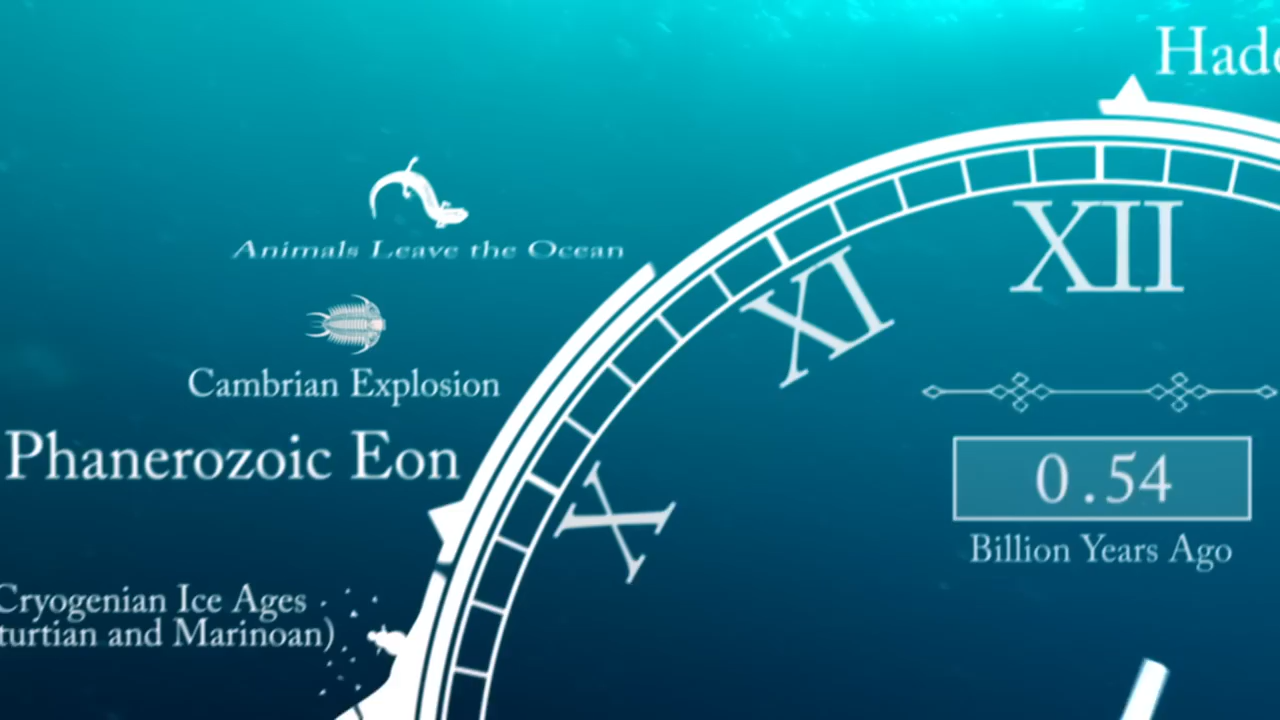 Hade
Animals Leave the Ocean
XII
XI
Cambrian Explosion
Phanerozoic Eon
0.54
X
Billion Years Ago
Cryogenian Ice Ages
turtian and Marinoan)